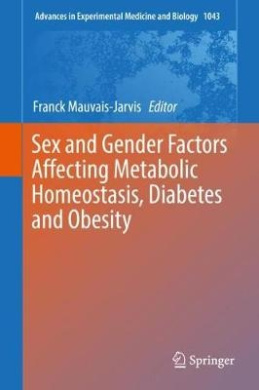 Advances in Experimental Medicine and Biology 1043
Franck Mauvais-Jarvis Editor
Sex and Gender Factors
Affecting Metabolic
Homeostasis, Diabetes
and Obesity
Springer